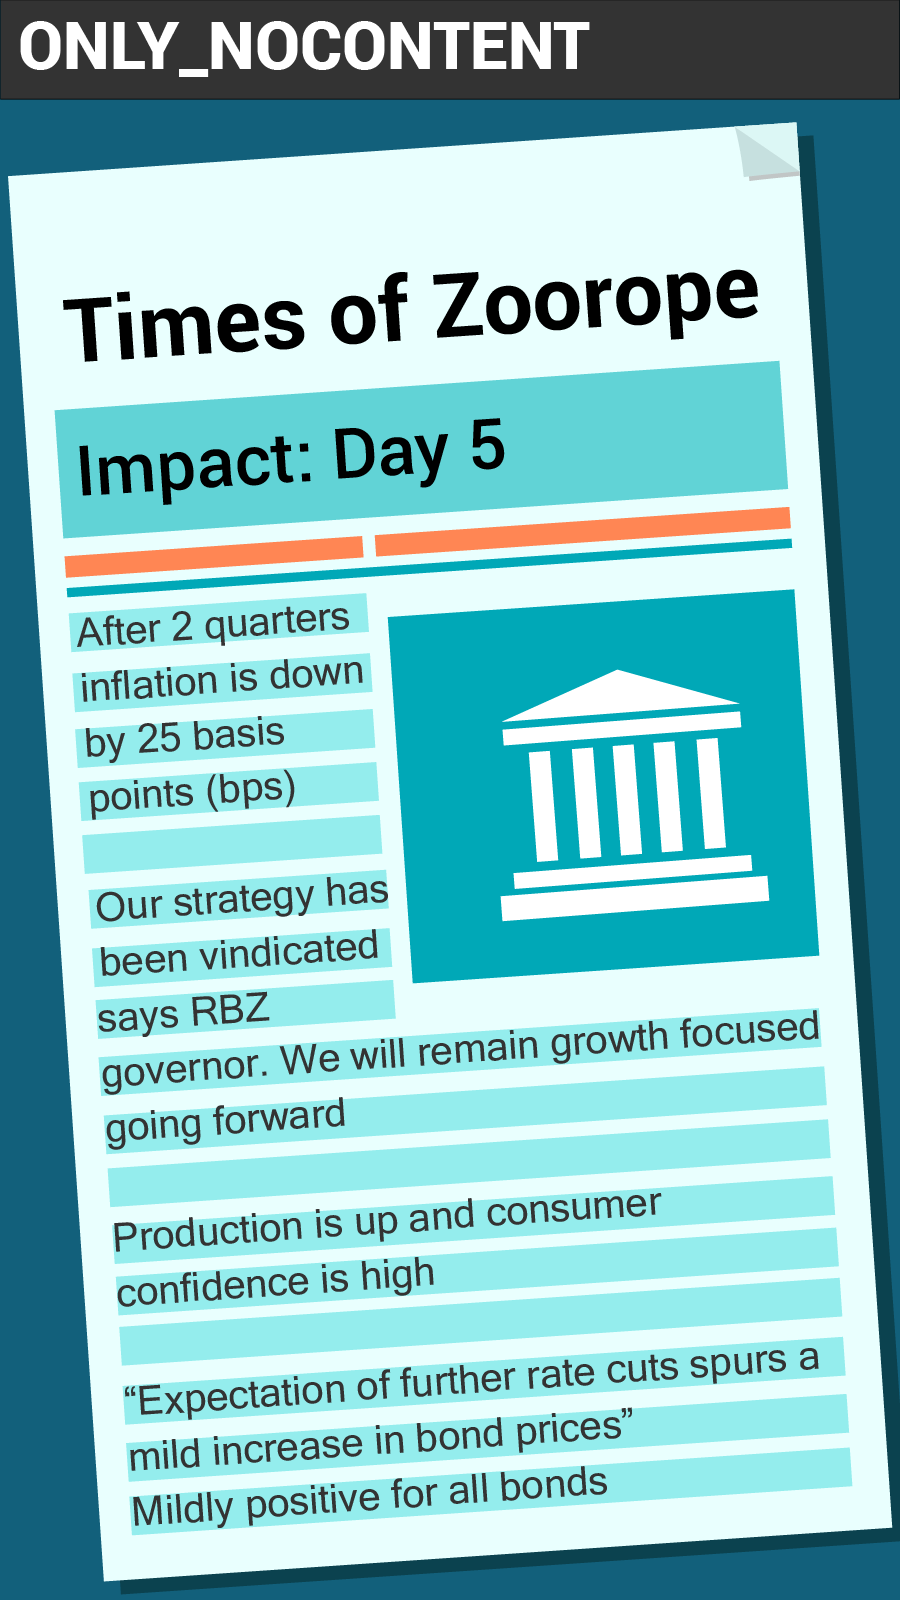 ONLY_NOCONTENT
Times of Zoorope
Impact: Day 5
After 2 quarters
inflation is down
by 25 basis
points (bps)
Our strategy has
been vindicated
says RBZ
governor. We will remain growth focused
going forward
Production is up and consumer
confidence is high
“Expectation of further rate cuts spurs a
mild increase in bond prices”
Mildly positive for all bonds